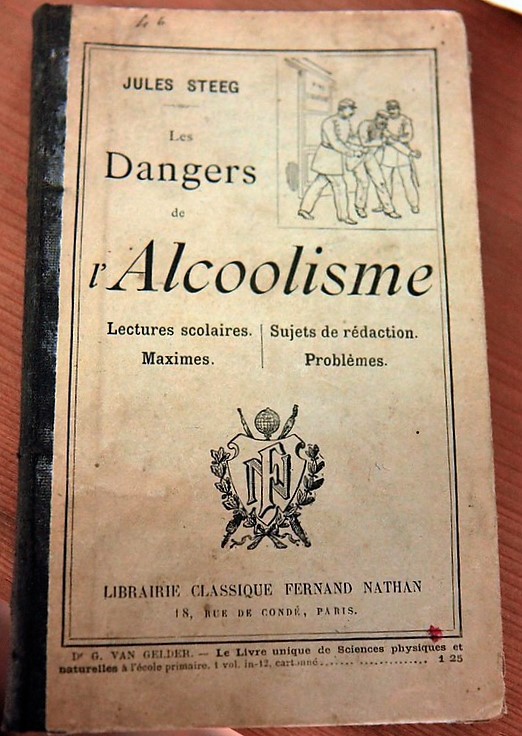 JULES STEEG
Les
Dangers
de
l'Alcoolisme
Lectures scolaires. | Sujets de rédaction.
Maximes. | Problèmes.
LIBRAIRIE CLASSIQUE FERNAND NATHAN
18, RUE DE CONDÉ, PARIS.
Dr G. VAN GELDER. — Le Livre unique de Sciences physiques et
naturelles à l'école primaire. 1 vol. in-12, cartonné........ ................. 1 25